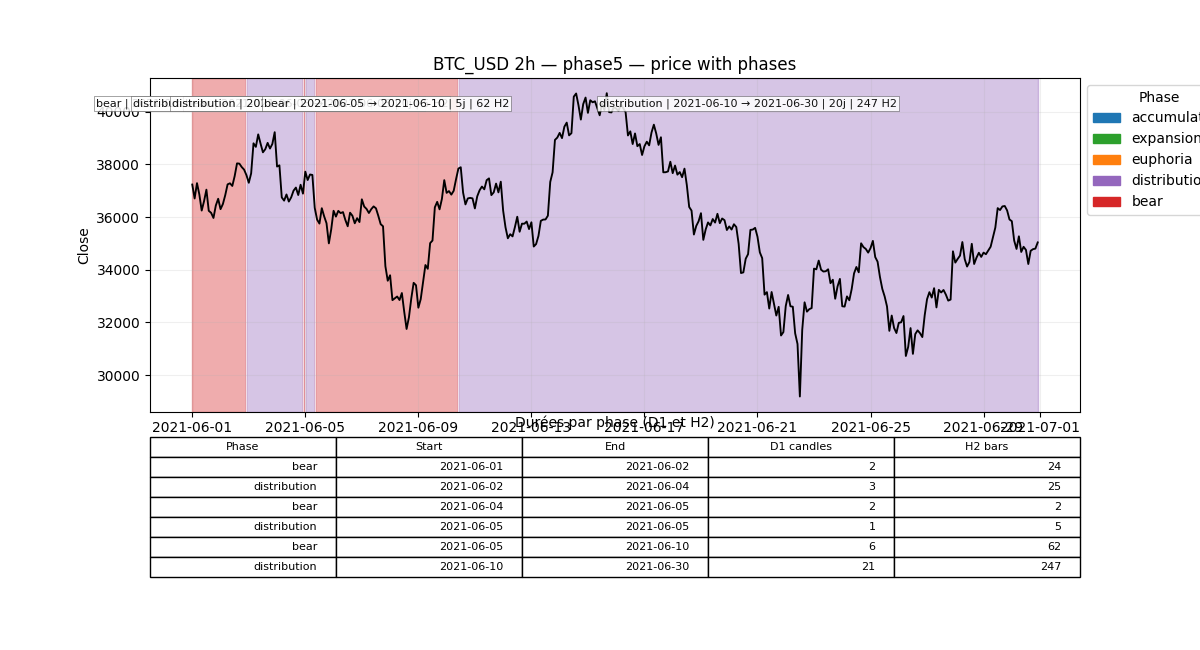 BTC_USD 2h — phase5 — price with phases
bear |
distribu
distribution | 20
bear | 2021-06-05 → 2021-06-10 | 5j | 62 H2
distribution | 2021-06-10 → 2021-06-30 | 20j | 247 H2
Phase
accumulat
expansion
euphoria
distributio
bear
Close
40000
38000
36000
34000
32000
30000
2021-06-01 2021-06-05 2021-06-09 2021-06-13 2021-06-17 2021-06-21 2021-06-25 2021-06-29 2021-07-01
Durées par phase (D1 et H2)
Phase Start End D1 candles H2 bars
bear 2021-06-01 2021-06-02 2 24
distribution 2021-06-02 2021-06-04 3 25
bear 2021-06-04 2021-06-05 2 2
distribution 2021-06-05 2021-06-05 1 5
bear 2021-06-05 2021-06-10 6 62
distribution 2021-06-10 2021-06-30 21 247